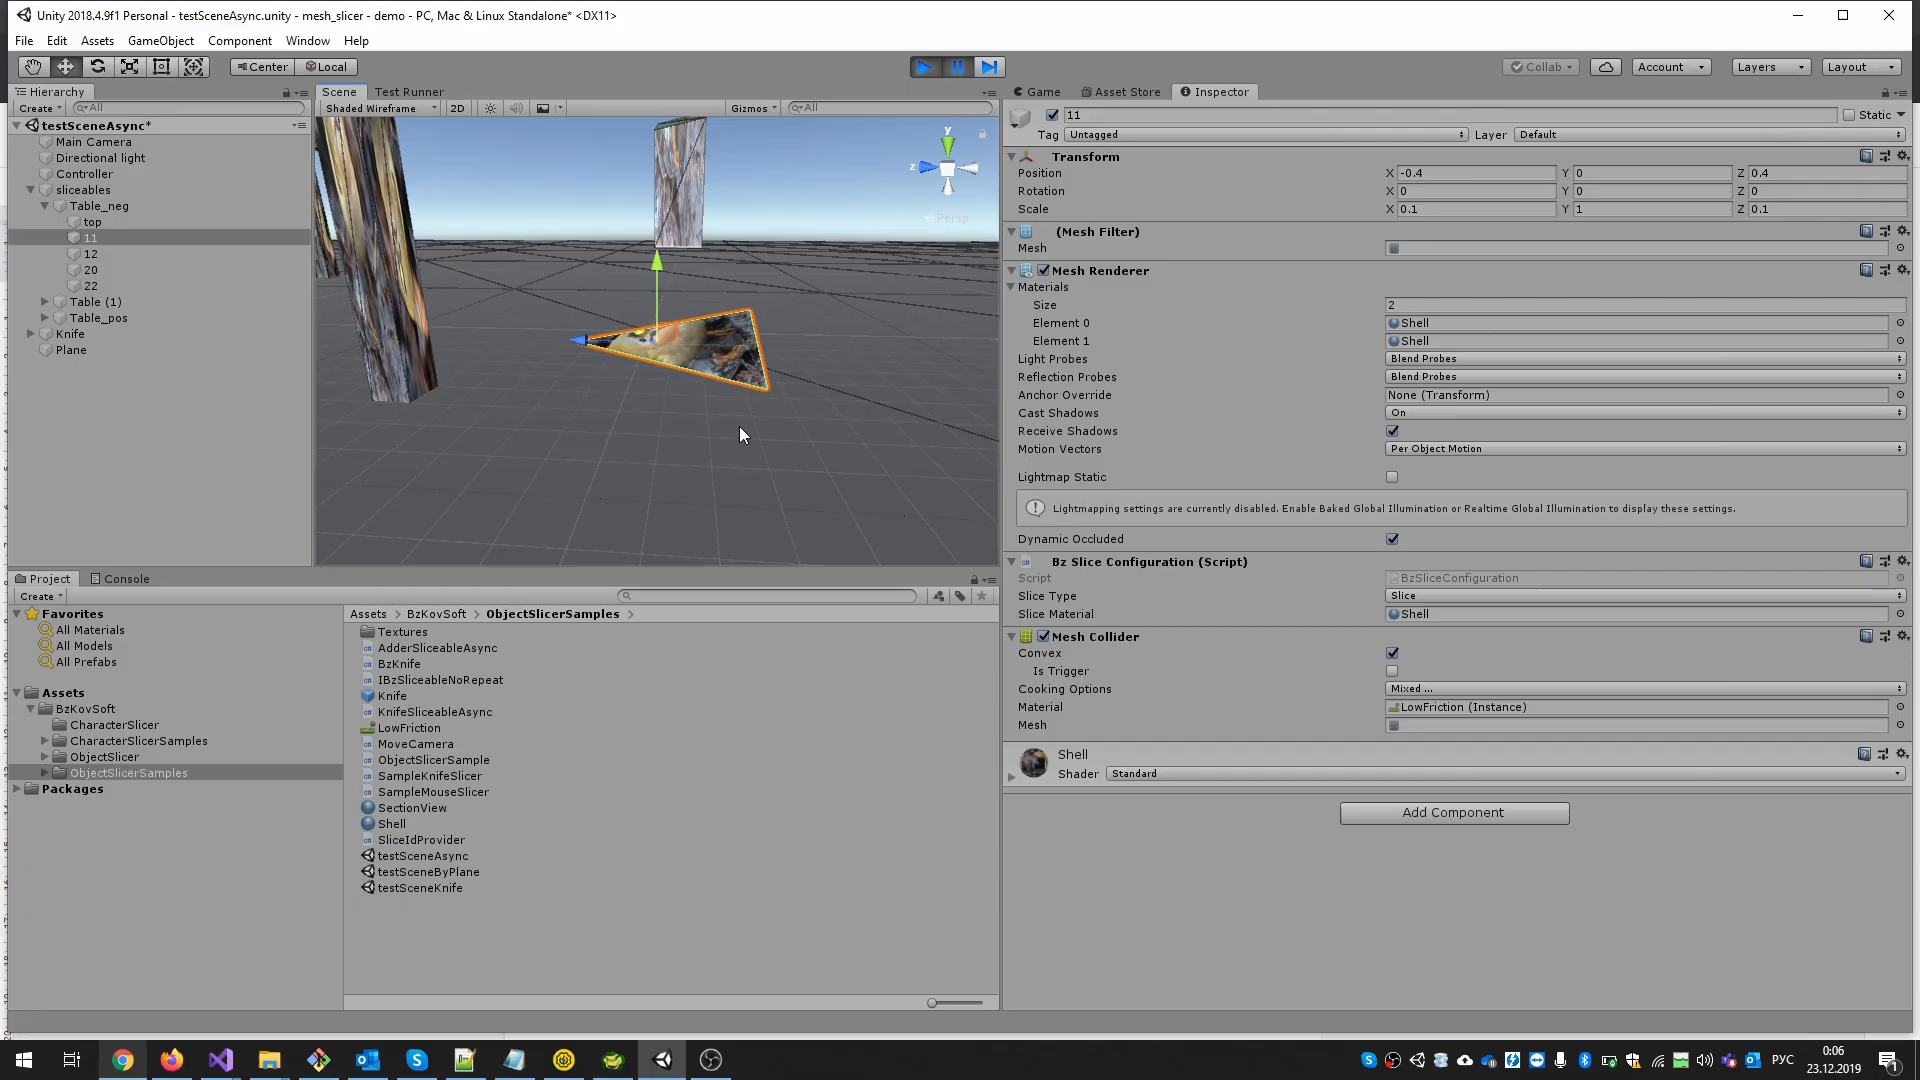 Unity 2018.4.9f1 Personal - testSceneAsync.unity - mesh_slicer - demo - PC, Mac & Linux Standalone* <DX11>
File Edit Assets GameObject Component Window Help
Center Local Collab Account Layers Layout
Hierarchy
Create All
testSceneAsync*
Main Camera
Directional light
Controller
sliceables
Table_neg
top
11
12
20
22
Table (1)
Table_pos
Knife
Plane
Scene Test Runner
Shaded Wireframe 2D Gizmos All
y
z
Persp
Game Asset Store Inspector
11 Static
Tag Untagged Layer Default
Transform
Position X -0.4 Y 0 Z 0.4
Rotation X 0 Y 0 Z 0
Scale X 0.1 Y 1 Z 0.1
(Mesh Filter)
Mesh
Mesh Renderer
Materials
Size 2
Element 0 Shell
Element 1 Shell
Light Probes Blend Probes
Reflection Probes Blend Probes
Anchor Override None (Transform)
Cast Shadows On
Receive Shadows
Motion Vectors Per Object Motion
Lightmap Static
Lightmapping settings are currently disabled. Enable Baked Global Illumination or Realtime Global Illumination to display these settings.
Dynamic Occluded
Bz Slice Configuration (Script)
Script BzSliceConfiguration
Slice Type Slice
Slice Material Shell
Mesh Collider
Convex
Is Trigger
Cooking Options Mixed ...
Material LowFriction (Instance)
Mesh
Shell
Shader Standard
Add Component
Project Console
Create
Favorites
All Materials
All Models
All Prefabs
Assets
BzKovSoft
CharacterSlicer
CharacterSlicerSamples
ObjectSlicer
ObjectSlicerSamples
Packages
Assets > BzKovSoft > ObjectSlicerSamples >
Textures
AdderSliceableAsync
BzKnife
IBzSliceableNoRepeat
Knife
KnifeSliceableAsync
LowFriction
MoveCamera
ObjectSlicerSample
SampleKnifeSlicer
SampleMouseSlicer
SectionView
Shell
SliceIdProvider
testSceneAsync
testSceneByPlane
testSceneKnife
РУС
0:06
23.12.2019
1